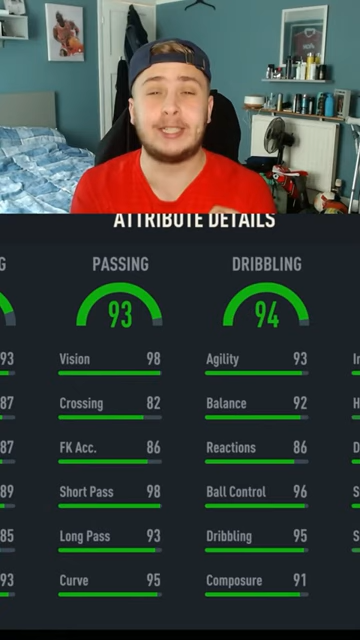 ATTRIBUTE DETAILS
G
PASSING
DRIBBLING
93
94
93
Vision 98
Agility 93
87
Crossing 82
Balance 92
87
FK Acc. 86
Reactions 86
89
Short Pass 98
Ball Control 96
85
Long Pass 93
Dribbling 95
93
Curve 95
Composure 91